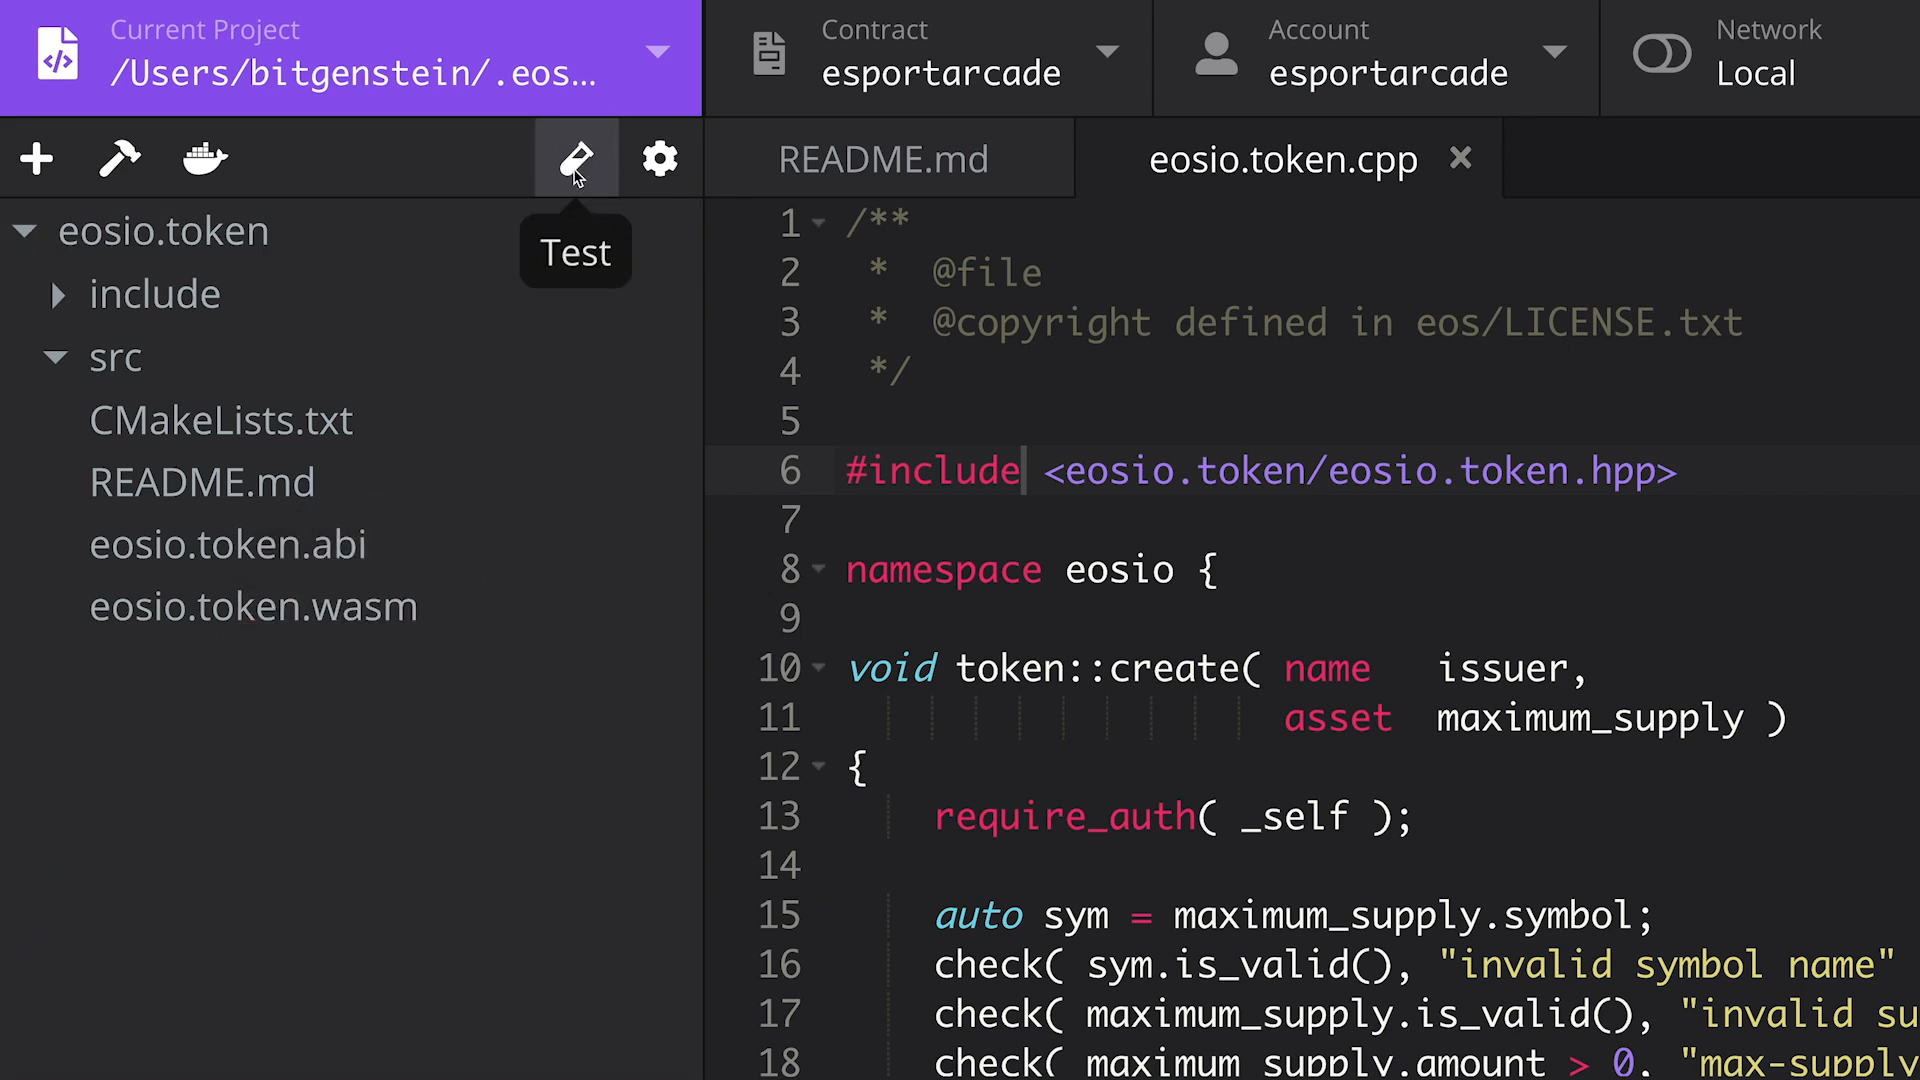 Current Project
/Users/bitgenstein/.eos...
Contract
esportarcade
Account
esportarcade
Network
Local
README.md
eosio.token.cpp ×
Test
eosio.token
include
src
CMakeLists.txt
README.md
eosio.token.abi
eosio.token.wasm
1 /**
2 * @file
3 * @copyright defined in eos/LICENSE.txt
4 */
5
6 #include <eosio.token/eosio.token.hpp>
7
8 namespace eosio {
9
10 void token::create( name issuer,
11 asset maximum_supply )
12 {
13 require_auth( _self );
14
15 auto sym = maximum_supply.symbol;
16 check( sym.is_valid(), "invalid symbol name"
17 check( maximum_supply.is_valid(), "invalid su
18 check( maximum_supply.amount > 0, "max-supply